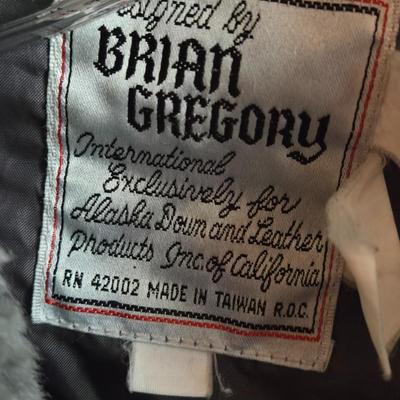 Designed by
BRIAN
GREGORY
International
Exclusively for
Alaska Down and Leather
Products Inc. of California
RN 42002 MADE IN TAIWAN R.O.C.